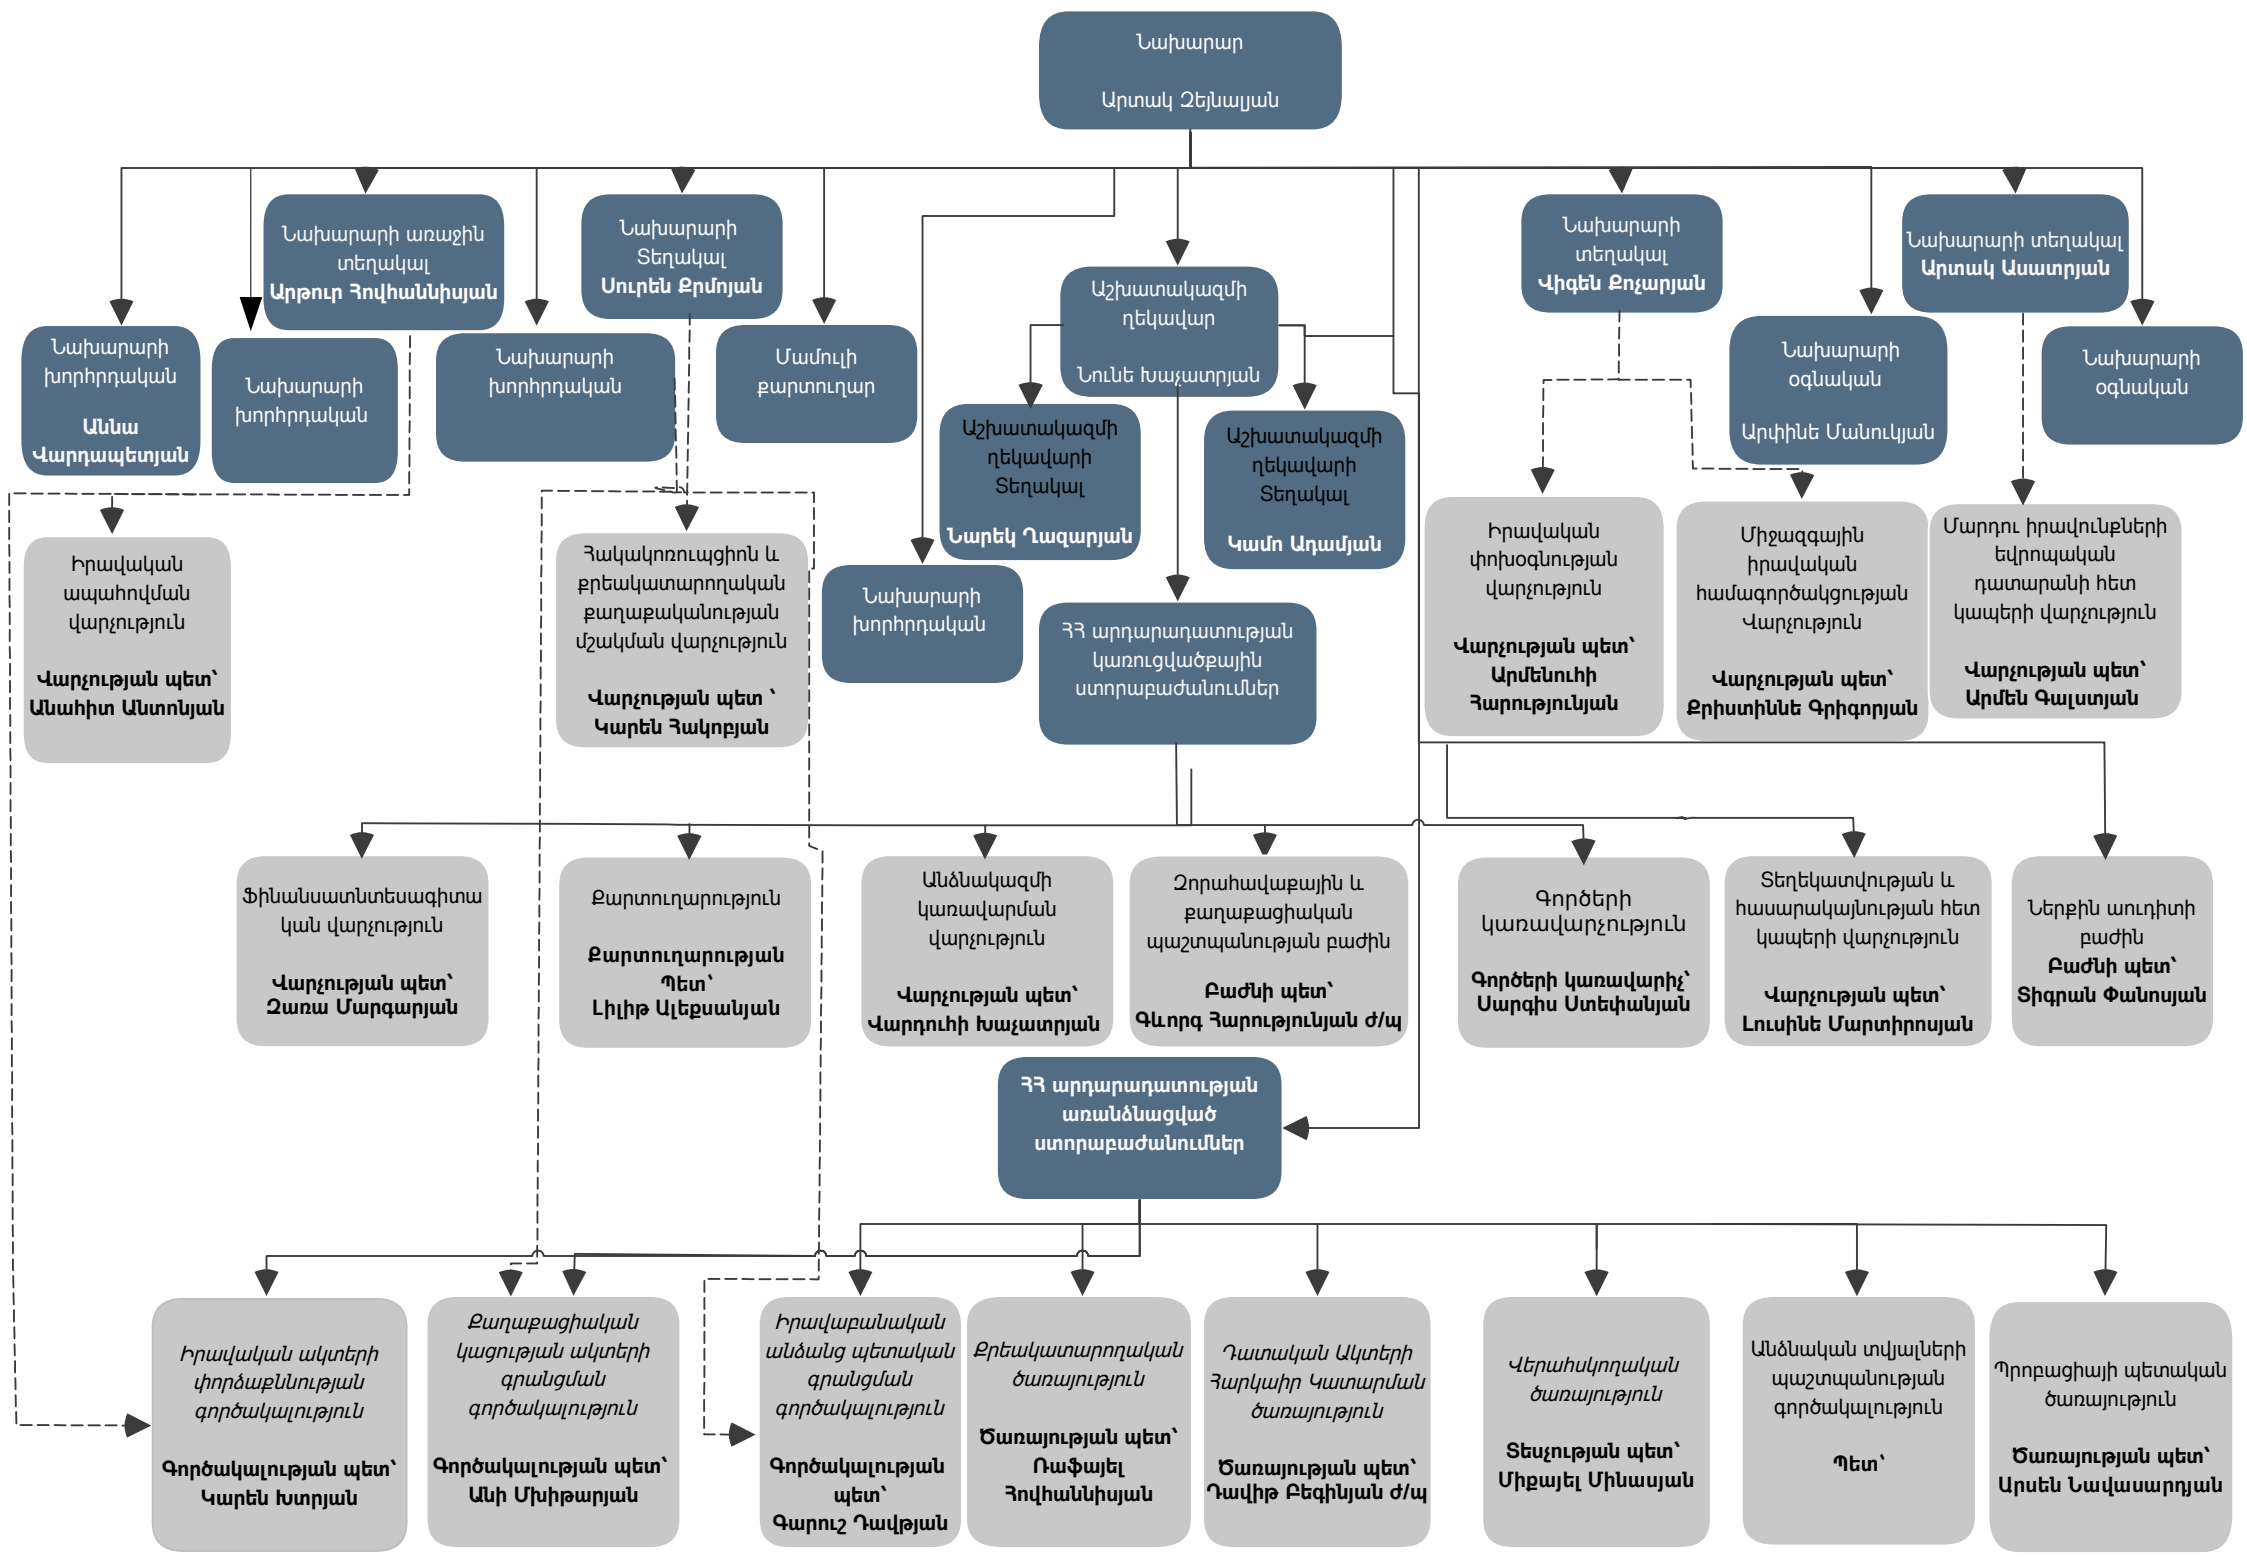 Նախարար
Արտակ Զեյնալյան
Նախարարի առաջին
տեղակալ
Արթուր Հովհաննիսյան
Նախարարի
Տեղակալ
Սուրեն Քրմոյան
Նախարարի
տեղակալ
Վիգեն Քոչարյան
Նախարարի տեղակալ
Արտակ Ասատրյան
Աշխատակազմի
ղեկավար
Նունե Խաչատրյան
Նախարարի
խորհրդական
Աննա
Վարդապետյան
Նախարարի
խորհրդական
Նախարարի
խորհրդական
Մամուլի
քարտուղար
Նախարարի
օգնական
Արփինե Մանուկյան
Նախարարի
օգնական
Աշխատակազմի
ղեկավարի
Տեղակալ
Նարեկ Ղազարյան
Աշխատակազմի
ղեկավարի
Տեղակալ
Կամո Ադամյան
Իրավական
ապահովման
վարչություն
Վարչության պետ՝
Անահիտ Անտոնյան
Հակակոռուպցիոն և
քրեակատարողական
քաղաքականության
մշակման վարչություն
Վարչության պետ ՝
Կարեն Հակոբյան
Նախարարի
խորհրդական
ՀՀ արդարադատության
կառուցվածքային
ստորաբաժանումներ
Իրավական
փոխօգնության
վարչություն
Վարչության պետ՝
Արմենուհի
Հարությունյան
Միջազգային
իրավական
համագործակցության
Վարչություն
Վարչության պետ՝
Քրիստիննե Գրիգորյան
Մարդու իրավունքների
եվրոպական
դատարանի հետ
կապերի վարչություն
Վարչության պետ՝
Արմեն Գալստյան
Ֆինանսատնտեսագիտա
կան վարչություն
Վարչության պետ՝
Զառա Մարգարյան
Քարտուղարություն
Քարտուղարության
Պետ՝
Լիլիթ Ալեքսանյան
Անձնակազմի
կառավարման
վարչություն
Վարչության պետ՝
Վարդուհի Խաչատրյան
Զորահավաքային և
քաղաքացիական
պաշտպանության բաժին
Բաժնի պետ՝
Գևորգ Հարությունյան ժ/պ
Գործերի
կառավարչություն
Գործերի կառավարիչ՝
Սարգիս Ստեփանյան
Տեղեկատվության և
հասարակայնության հետ
կապերի վարչություն
Վարչության պետ՝
Լուսինե Մարտիրոսյան
Ներքին աուդիտի
բաժին
Բաժնի պետ՝
Տիգրան Փանոսյան
ՀՀ արդարադատության
առանձնացված
ստորաբաժանումներ
Իրավական ակտերի
փորձաքննության
գործակալություն
Գործակալության պետ՝
Կարեն Խտրյան
Քաղաքացիական
կացության ակտերի
գրանցման
գործակալություն
Գործակալության պետ՝
Անի Մխիթարյան
Իրավաբանական
անձանց պետական
գրանցման
գործակալություն
Գործակալության
պետ՝
Գարուշ Դավթյան
Քրեակատարողական
ծառայություն
Ծառայության պետ՝
Ռաֆայել
Հովհաննիսյան
Դատական Ակտերի
Հարկաիր Կատարման
ծառայություն
Ծառայության պետ՝
Դավիթ Բեգինյան ժ/պ
Վերահսկողական
ծառայություն
Տեսչության պետ՝
Միքայել Մինասյան
Անձնական տվյալների
պաշտպանության
գործակալություն
Պետ՝
Պրոբացիայի պետական
ծառայություն
Ծառայության պետ՝
Արսեն Նավասարդյան